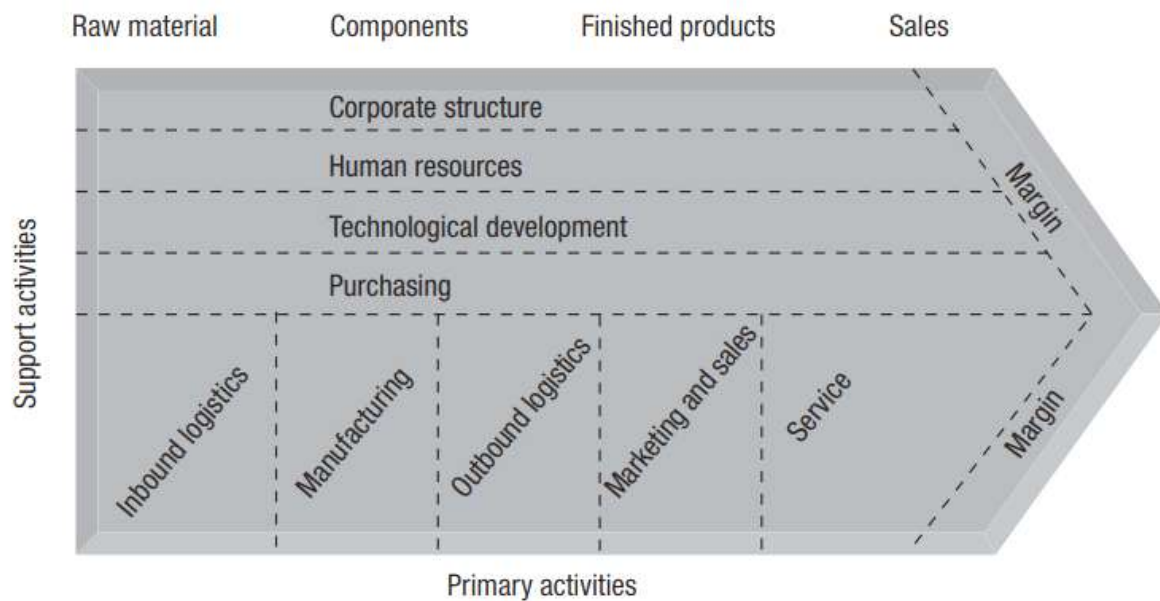 Raw material Components Finished products Sales
Corporate structure
Human resources
Technological development
Purchasing
Margin
Support activities
Inbound logistics
Manufacturing
Outbound logistics
Marketing and sales
Service
Margin
Primary activities